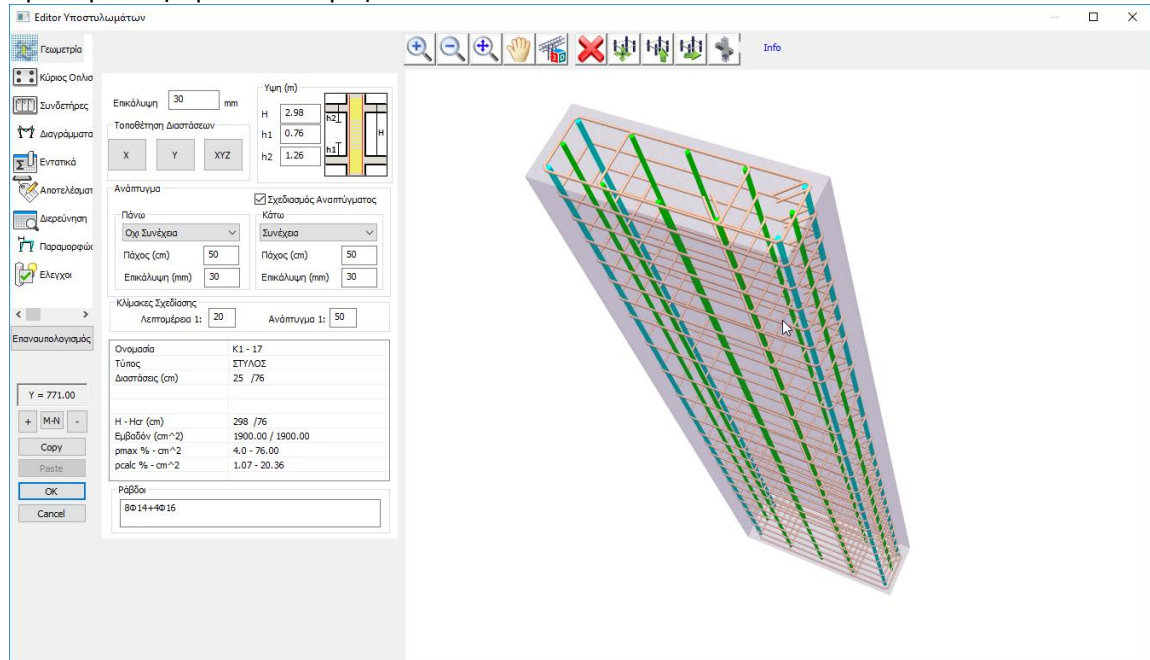 Editor Υποστυλωμάτων
Γεωμετρία
Κύριος Οπλισ
Συνδετήρες
Διαγράμματα
Εντατικά
Αποτελέσματ
Διερεύνηση
Παραμορφώσ
Έλεγχοι
Επαναυπολογισμός
Y = 771.00
+ M-N -
Copy
Paste
OK
Cancel
Info
Επικάλυψη 30 mm
Τοποθέτηση Διαστάσεων
X Y XYZ
Υψη (m)
H 2.98
h1 0.76
h2 1.26
h2
H
h1
Ανάπτυγμα
Σχεδιασμός Αναπτύγματος
Πάνω
Οχι Συνέχεια
Πάχος (cm) 50
Επικάλυψη (mm) 30
Κάτω
Συνέχεια
Πάχος (cm) 50
Επικάλυψη (mm) 30
Κλίμακες Σχεδίασης
Λεπτομέρεια 1: 20 Ανάπτυγμα 1: 50
Ονομασία K1 - 17
Τύπος ΣΤΥΛΟΣ
Διαστάσεις (cm) 25 /76
H - Hcr (cm) 298 /76
Εμβαδόν (cm^2) 1900.00 / 1900.00
ρmax % - cm^2 4.0 - 76.00
ρcalc % - cm^2 1.07 - 20.36
Ράβδοι
8Φ14+4Φ16